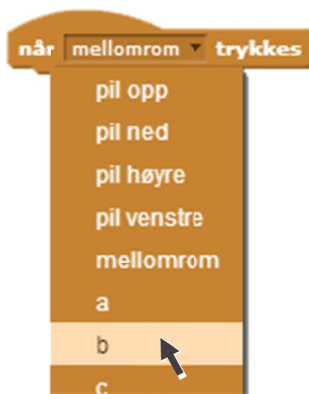 når mellomrom trykkes
pil opp
pil ned
pil høyre
pil venstre
mellomrom
a
b
c